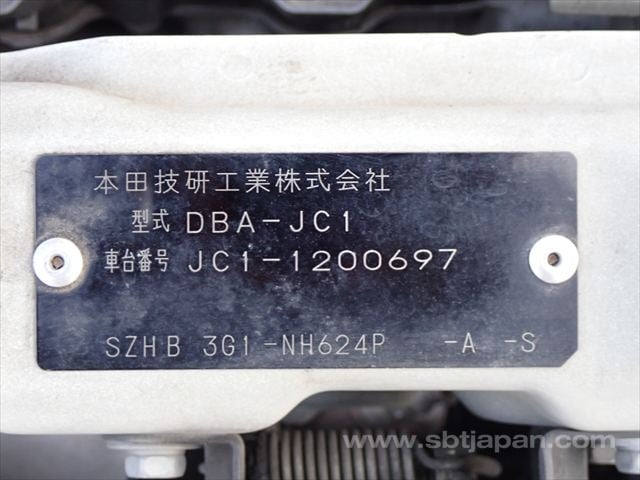 本田技研工業株式会社
型式 DBA-JC1
車台番号 JC1-1200697
SZHB 3G1-NH624P -A -S
www.sbtjapan.com